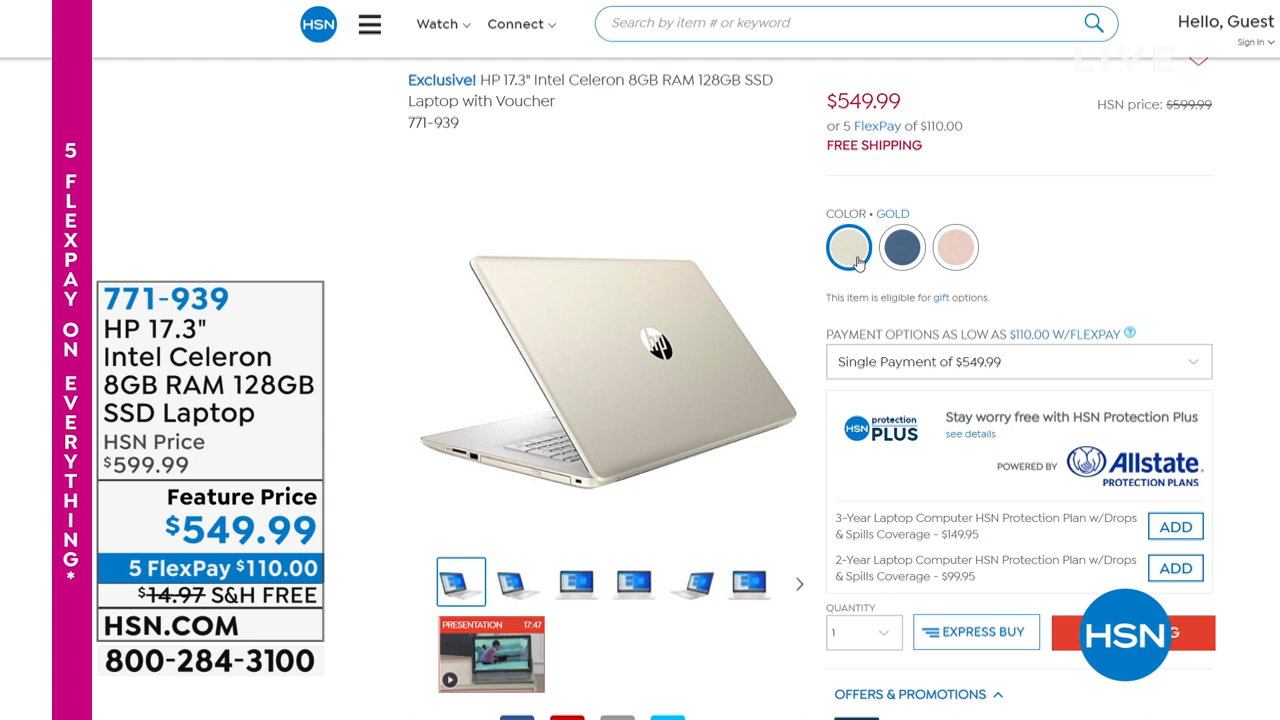 HSN
Watch
Connect
Search by item # or keyword
Hello, Guest
Sign In
LIVE
Exclusive! HP 17.3" Intel Celeron 8GB RAM 128GB SSD
Laptop with Voucher
771-939
$549.99
HSN price: $599.99
or 5 FlexPay of $110.00
FREE SHIPPING
COLOR • GOLD
This item is eligible for gift options.
PAYMENT OPTIONS AS LOW AS $110.00 W/FLEXPAY ?
Single Payment of $549.99
HSN protection PLUS
Stay worry free with HSN Protection Plus
see details
POWERED BY
Allstate.
PROTECTION PLANS
3-Year Laptop Computer HSN Protection Plan w/Drops
& Spills Coverage - $149.95
ADD
2-Year Laptop Computer HSN Protection Plan w/Drops
& Spills Coverage - $99.95
ADD
QUANTITY
1
EXPRESS BUY
HSN
G
OFFERS & PROMOTIONS
hp
PRESENTATION 17:47
5 FLEXPAY ON EVERYTHING*
771-939
HP 17.3"
Intel Celeron
8GB RAM 128GB
SSD Laptop
HSN Price
$599.99
Feature Price
$549.99
5 FlexPay $110.00
$14.97 S&H FREE
HSN.COM
800-284-3100